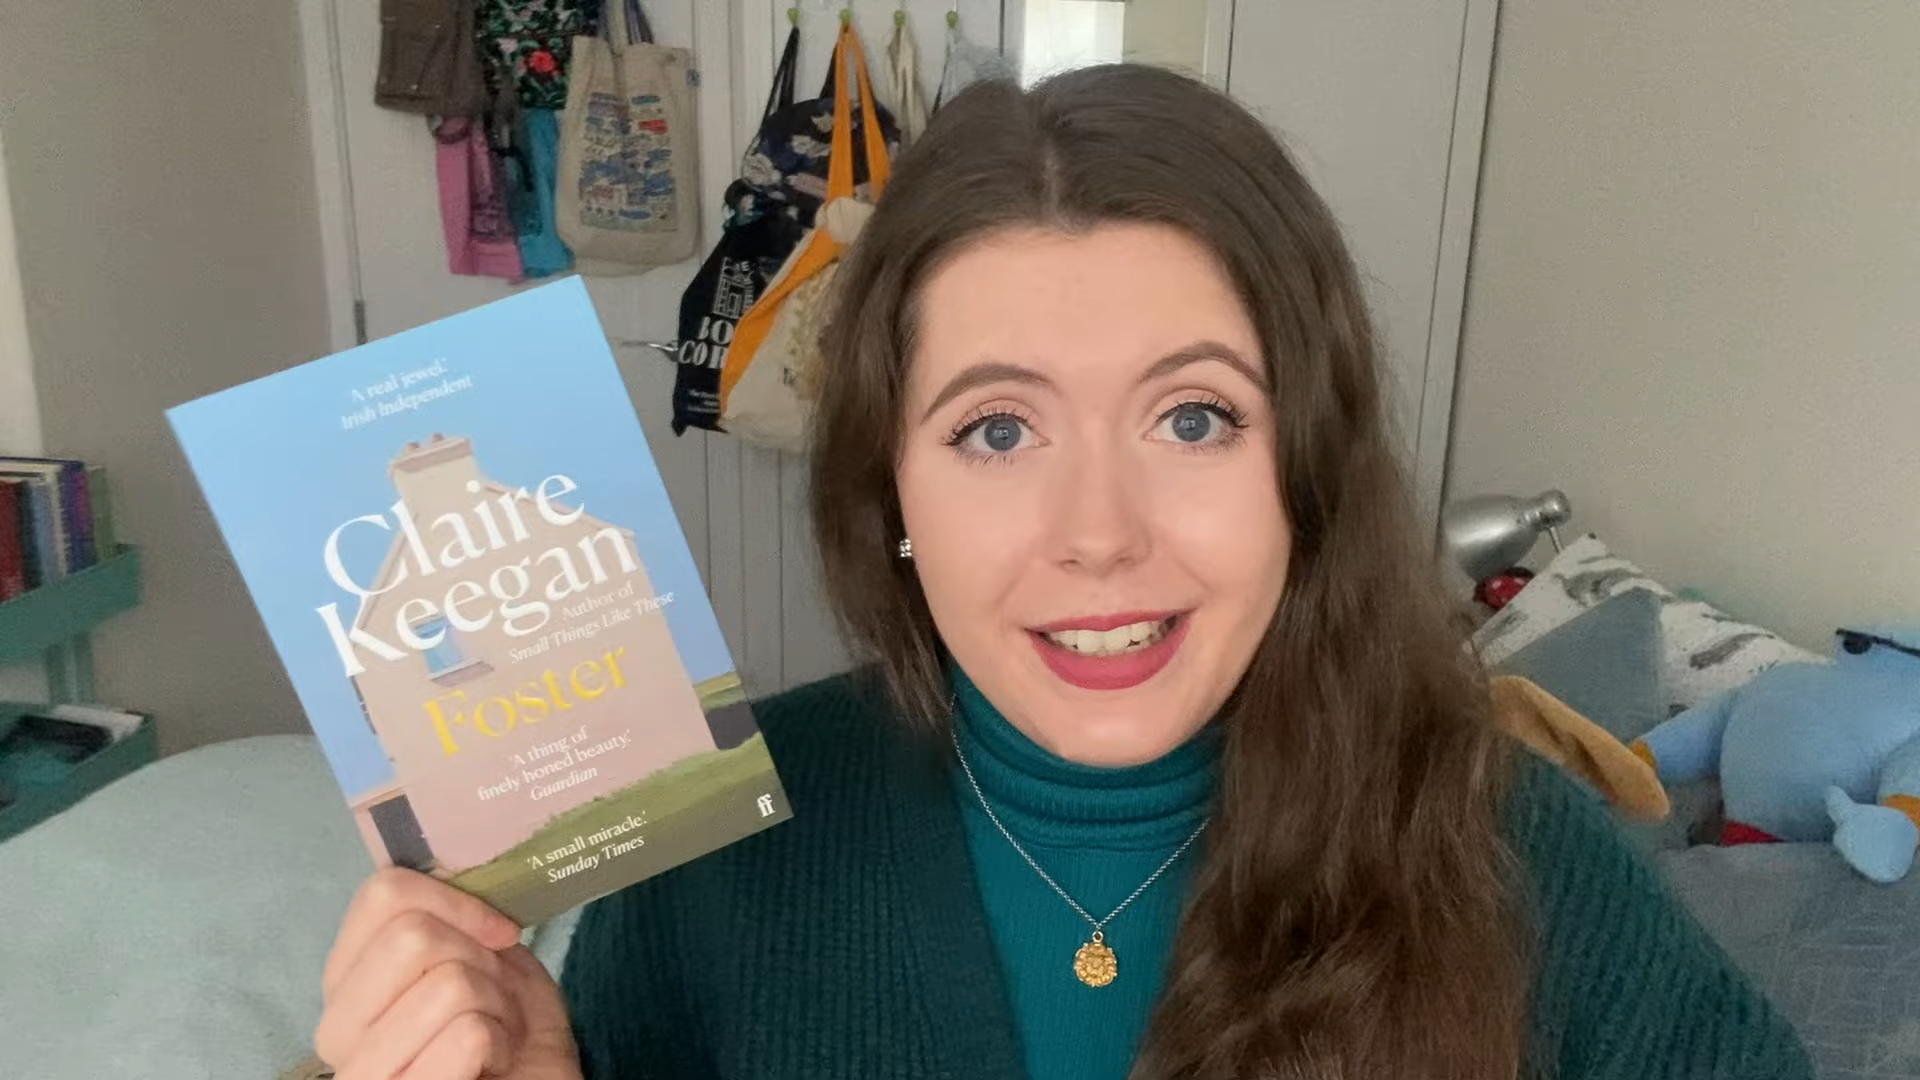 'A real jewel.'
Irish Independent
Claire
Keegan
Author of
Small Things Like These
Foster
'A thing of
finely honed beauty.'
Guardian
ff
'A small miracle.'
Sunday Times